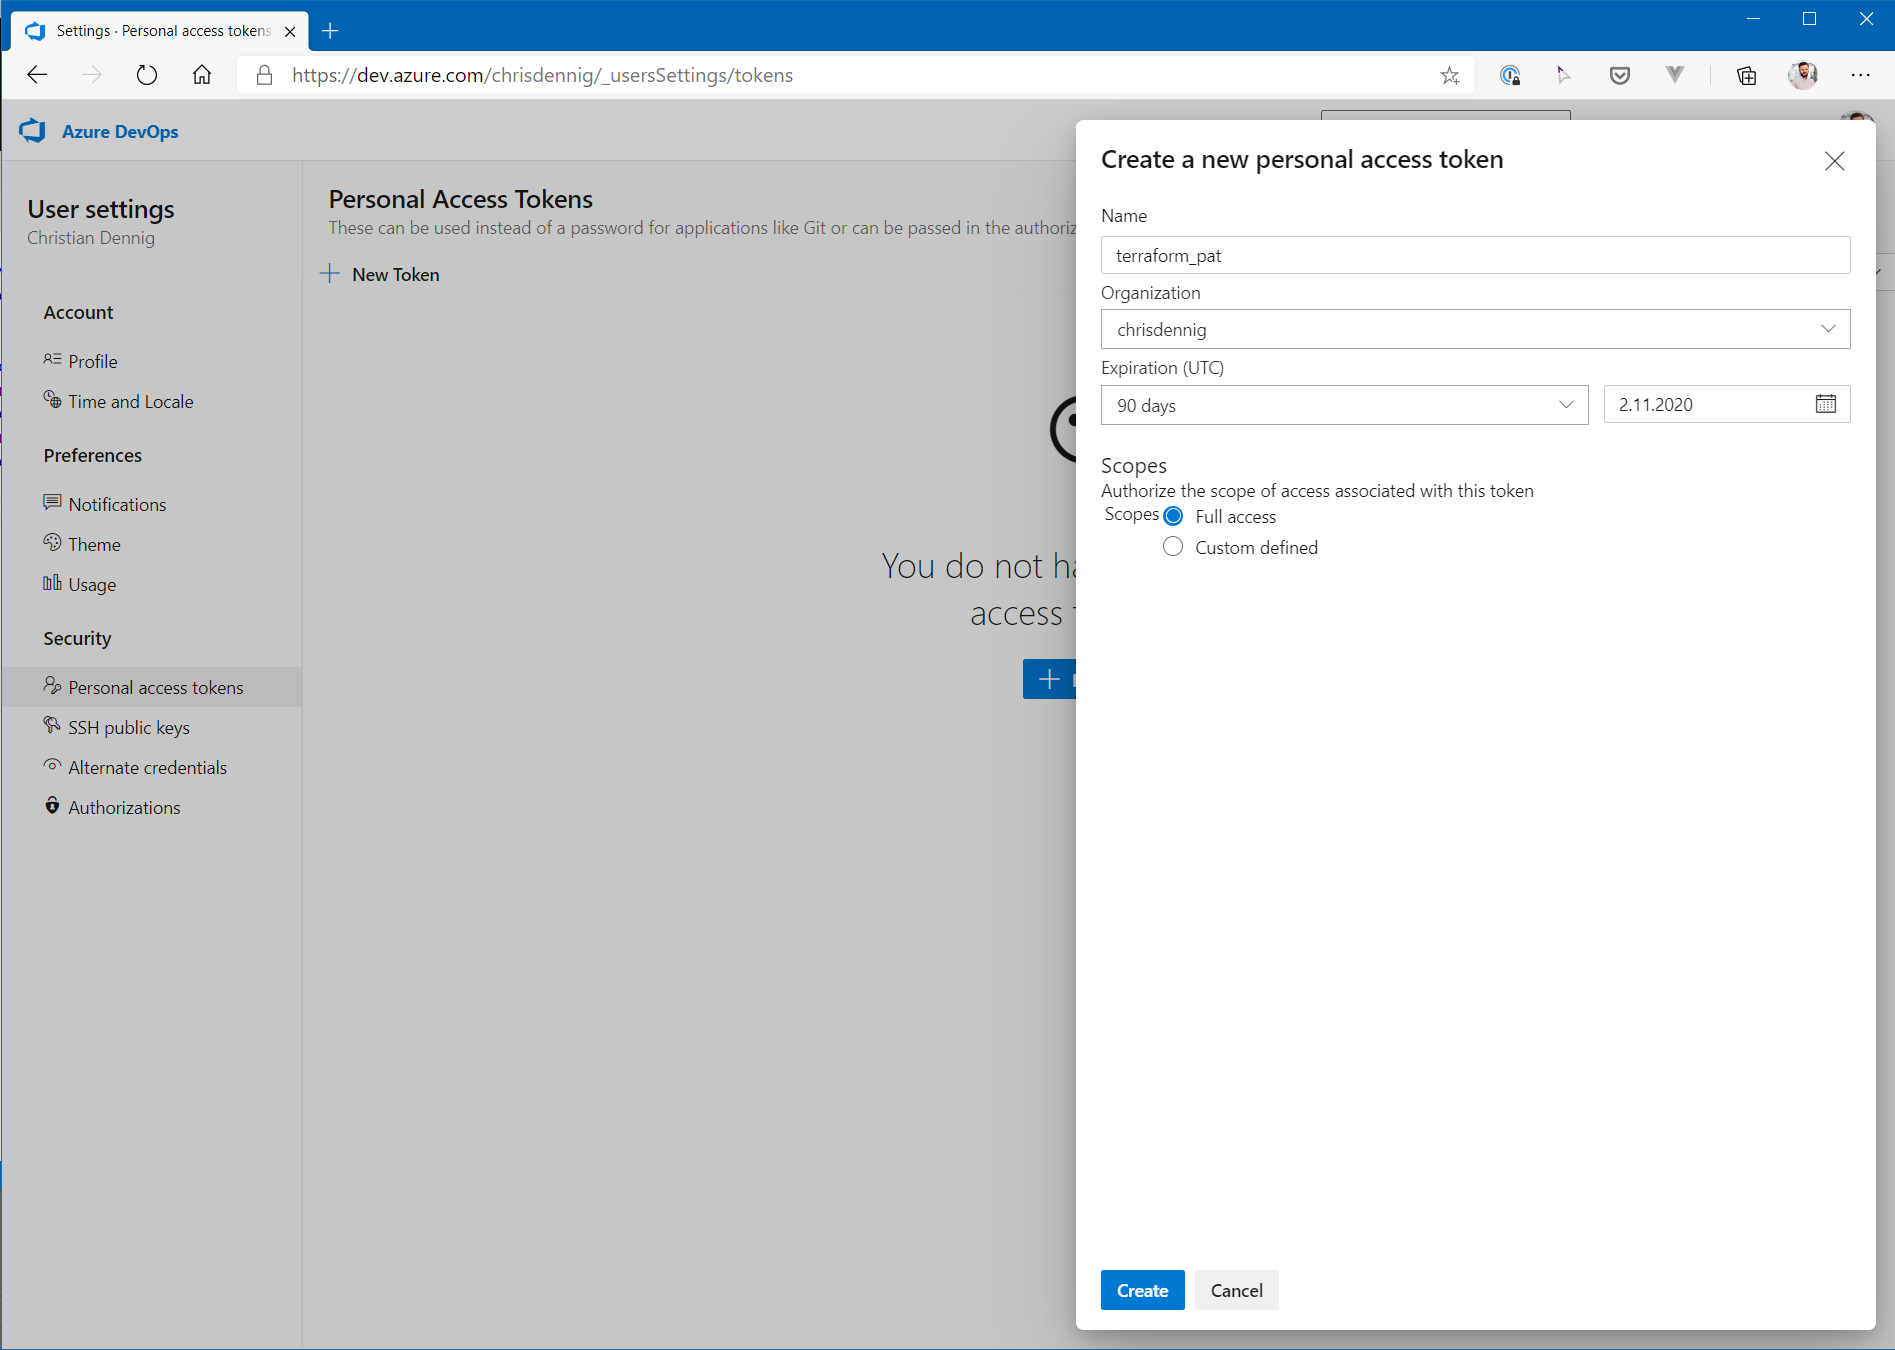 Settings · Personal access tokens
https://dev.azure.com/chrisdennig/_usersSettings/tokens
Azure DevOps
User settings
Christian Dennig
Account
Profile
Time and Locale
Preferences
Notifications
Theme
Usage
Security
Personal access tokens
SSH public keys
Alternate credentials
Authorizations
Personal Access Tokens
These can be used instead of a password for applications like Git or can be passed in the
New Token
You do not
access
Create a new personal access token
Name
terraform_pat
Organization
chrisdennig
Expiration (UTC)
90 days
2.11.2020
Scopes
Authorize the scope of access associated with this token
Scopes
Full access
Custom defined
Create
Cancel